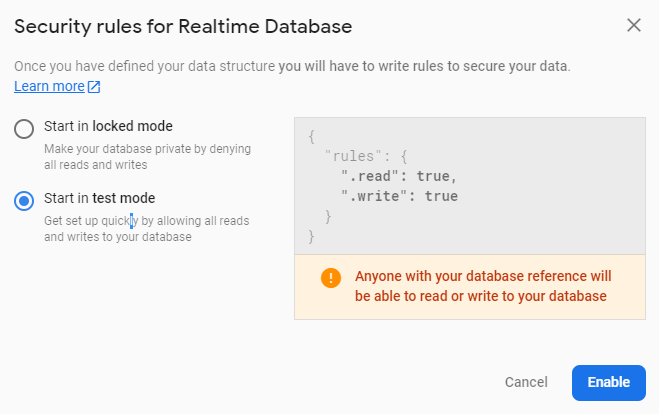 Security rules for Realtime Database
Once you have defined your data structure you will have to write rules to secure your data.
Learn more
Start in locked mode
Make your database private by denying
all reads and writes
Start in test mode
Get set up quickly by allowing all reads
and writes to your database
{
"rules": {
".read": true,
".write": true
}
}
Anyone with your database reference will
be able to read or write to your database
Cancel
Enable